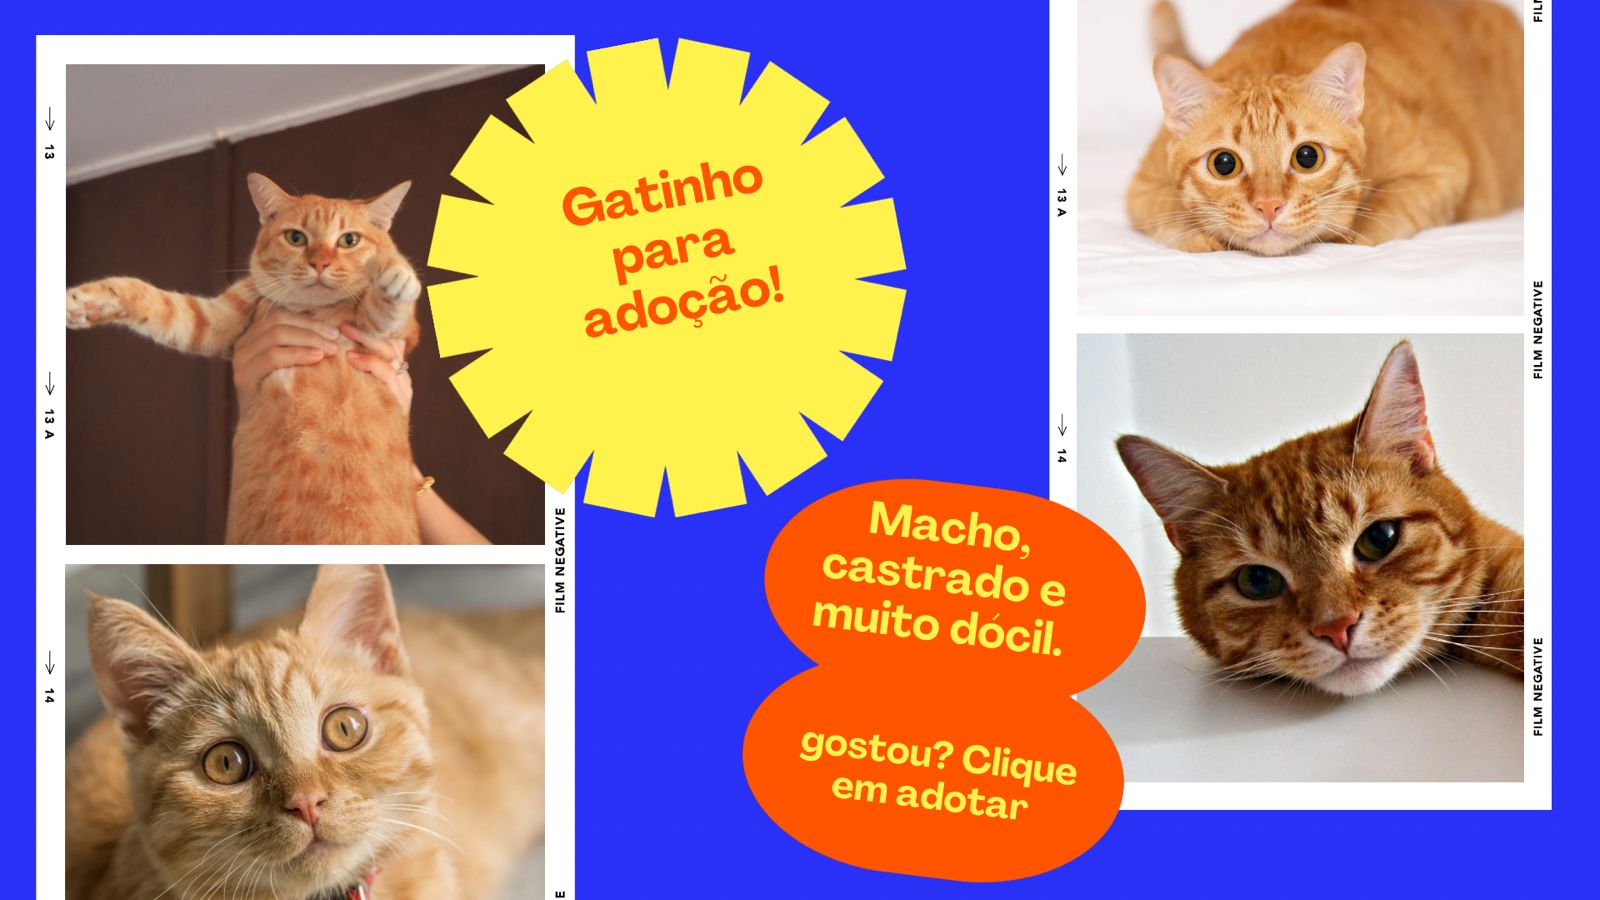 13
13 A
14
FILM NEGATIVE
Gatinho
para
adoção!
Macho,
castrado e
muito dócil.
gostou? Clique
em adotar
13 A
14
FILM NEGATIVE
FILM NEGATIVE